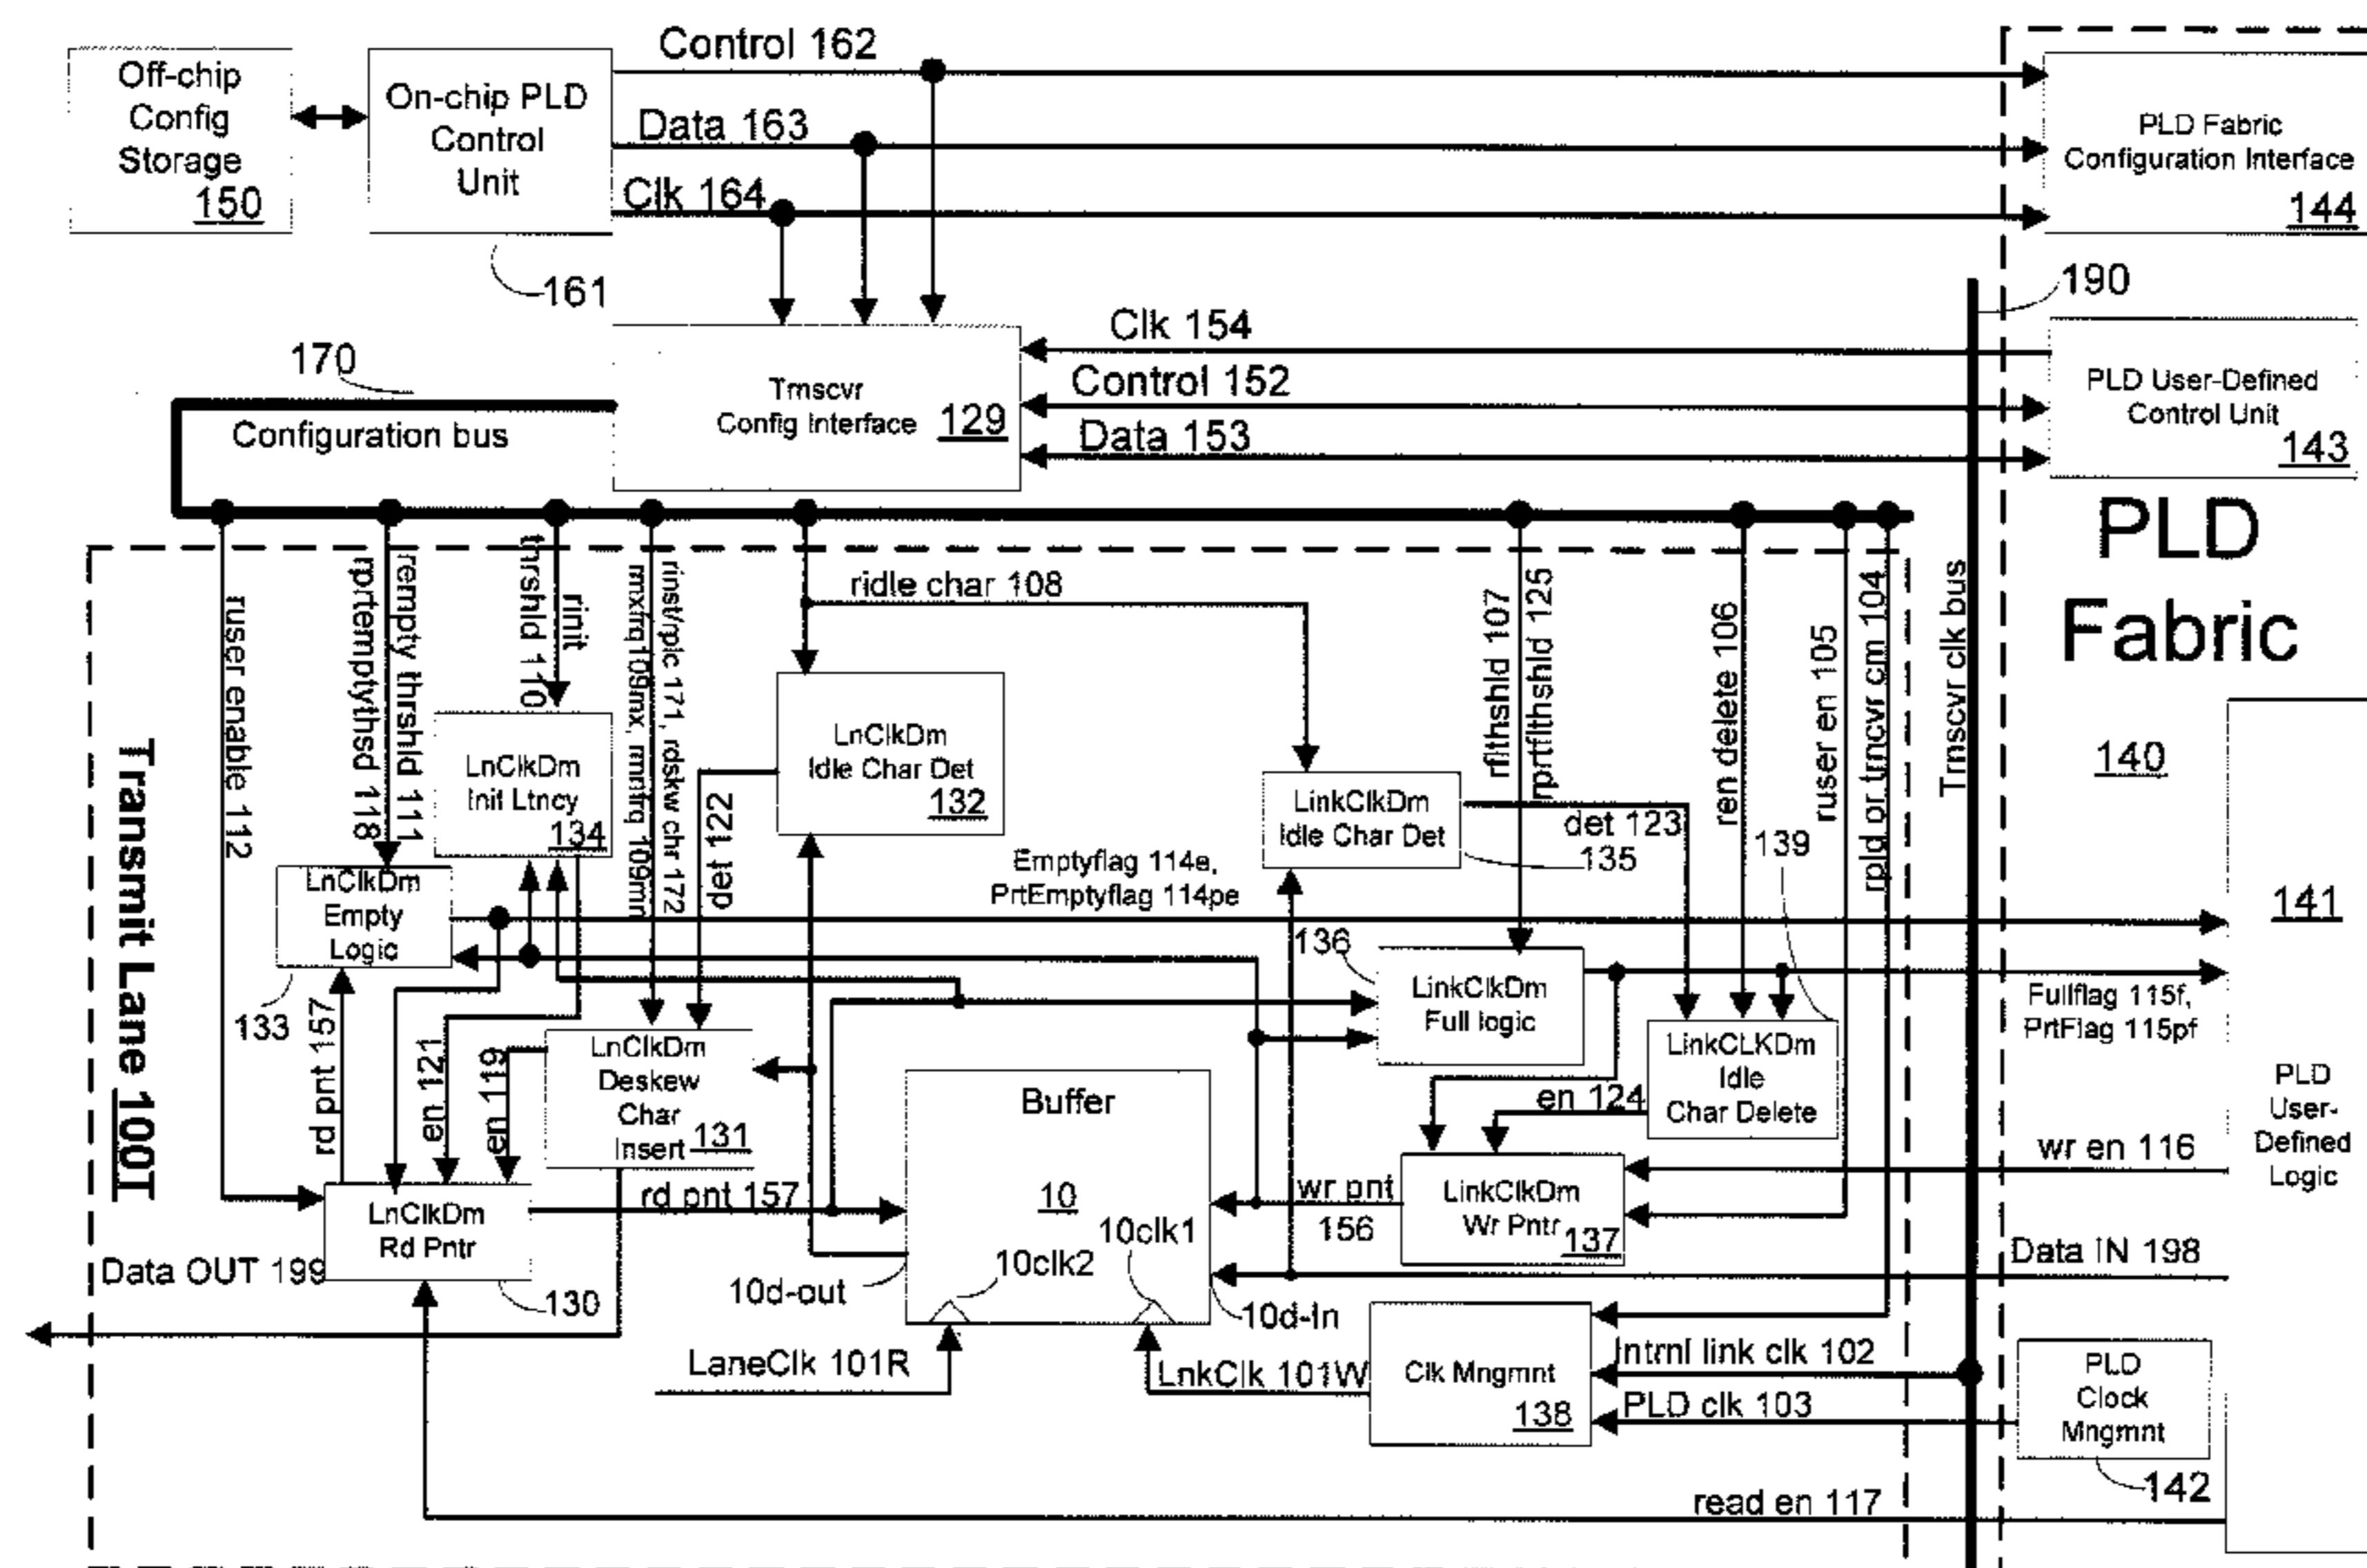 Control 162
Off-chip
Config
Storage
150
On-chip PLD
Control
Unit
Data 163
Clk 164
161
PLD Fabric
Configuration Interface
144
190
170
Configuration bus
Trnscvr
Config Interface 129
Clk 154
Control 152
Data 153
PLD User-Defined
Control Unit
143
PLD
Fabric
Transmit Lane 100T
ruser enable 112
rempty thrshld 111
rprtemptythsd 118
rinit
thrshld 110
rinst/rplc 171, rdskw chr 172
mxfrq 109mx, mnfrq 109mn
ridle char 108
rflthshld 107
rprtflthshld 125
ren delete 106
ruser en 105
rpld or trncvr cm 104
Trnscvr clk bus
140
141
LnClkDm
Init Ltncy
134
LnClkDm
Idle Char Det
132
det 122
LinkClkDm
Idle Char Det
135
det 123
139
LnClkDm
Empty
Logic
133
Emptyflag 114e,
PrtEmptyflag 114pe
136
LinkClkDm
Full logic
Fullflag 115f,
PrtFlag 115pf
rd pnt 157
en 121
en 119
LnClkDm
Deskew
Char
Insert 131
Buffer
10
LinkCLKDm
Idle
Char Delete
en 124
PLD
User-
Defined
Logic
wr en 116
LnClkDm
Rd Pntr
130
rd pnt 157
wr pnt
156
LinkClkDm
Wr Pntr 137
Data OUT 199
Data IN 198
10d-out
10clk2
10clk1
10d-In
LaneClk 101R
LnkClk 101W
Clk Mngmnt
138
Intrnl link clk 102
PLD clk 103
PLD
Clock
Mngmnt
142
read en 117